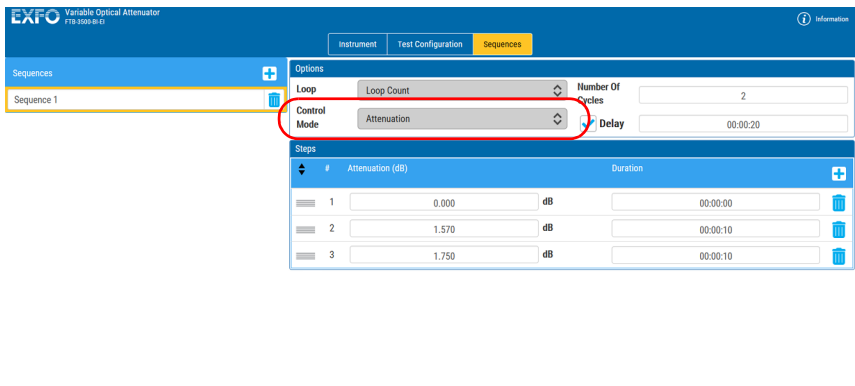 EXFO Variable Optical Attenuator
FTB-3500-BI-EI
Information
Instrument Test Configuration Sequences
Sequences
Sequence 1
Options
Loop Loop Count Number Of Cycles 2
Control Mode Attenuation Delay 00:00:20
Steps
# Attenuation (dB) Duration
1 0.000 dB 00:00:00
2 1.570 dB 00:00:10
3 1.750 dB 00:00:10